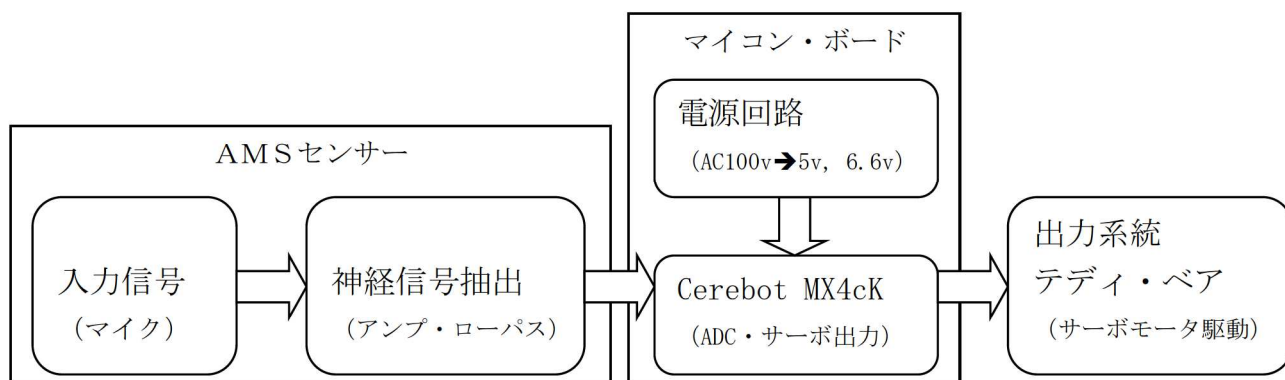 マイコン・ボード
電源回路
（AC100v➔5v, 6.6v）
AMSセンサー
入力信号
（マイク）
神経信号抽出
（アンプ・ローパス）
Cerebot MX4cK
（ADC・サーボ出力）
出力系統
テディ・ベア
（サーボモータ駆動）